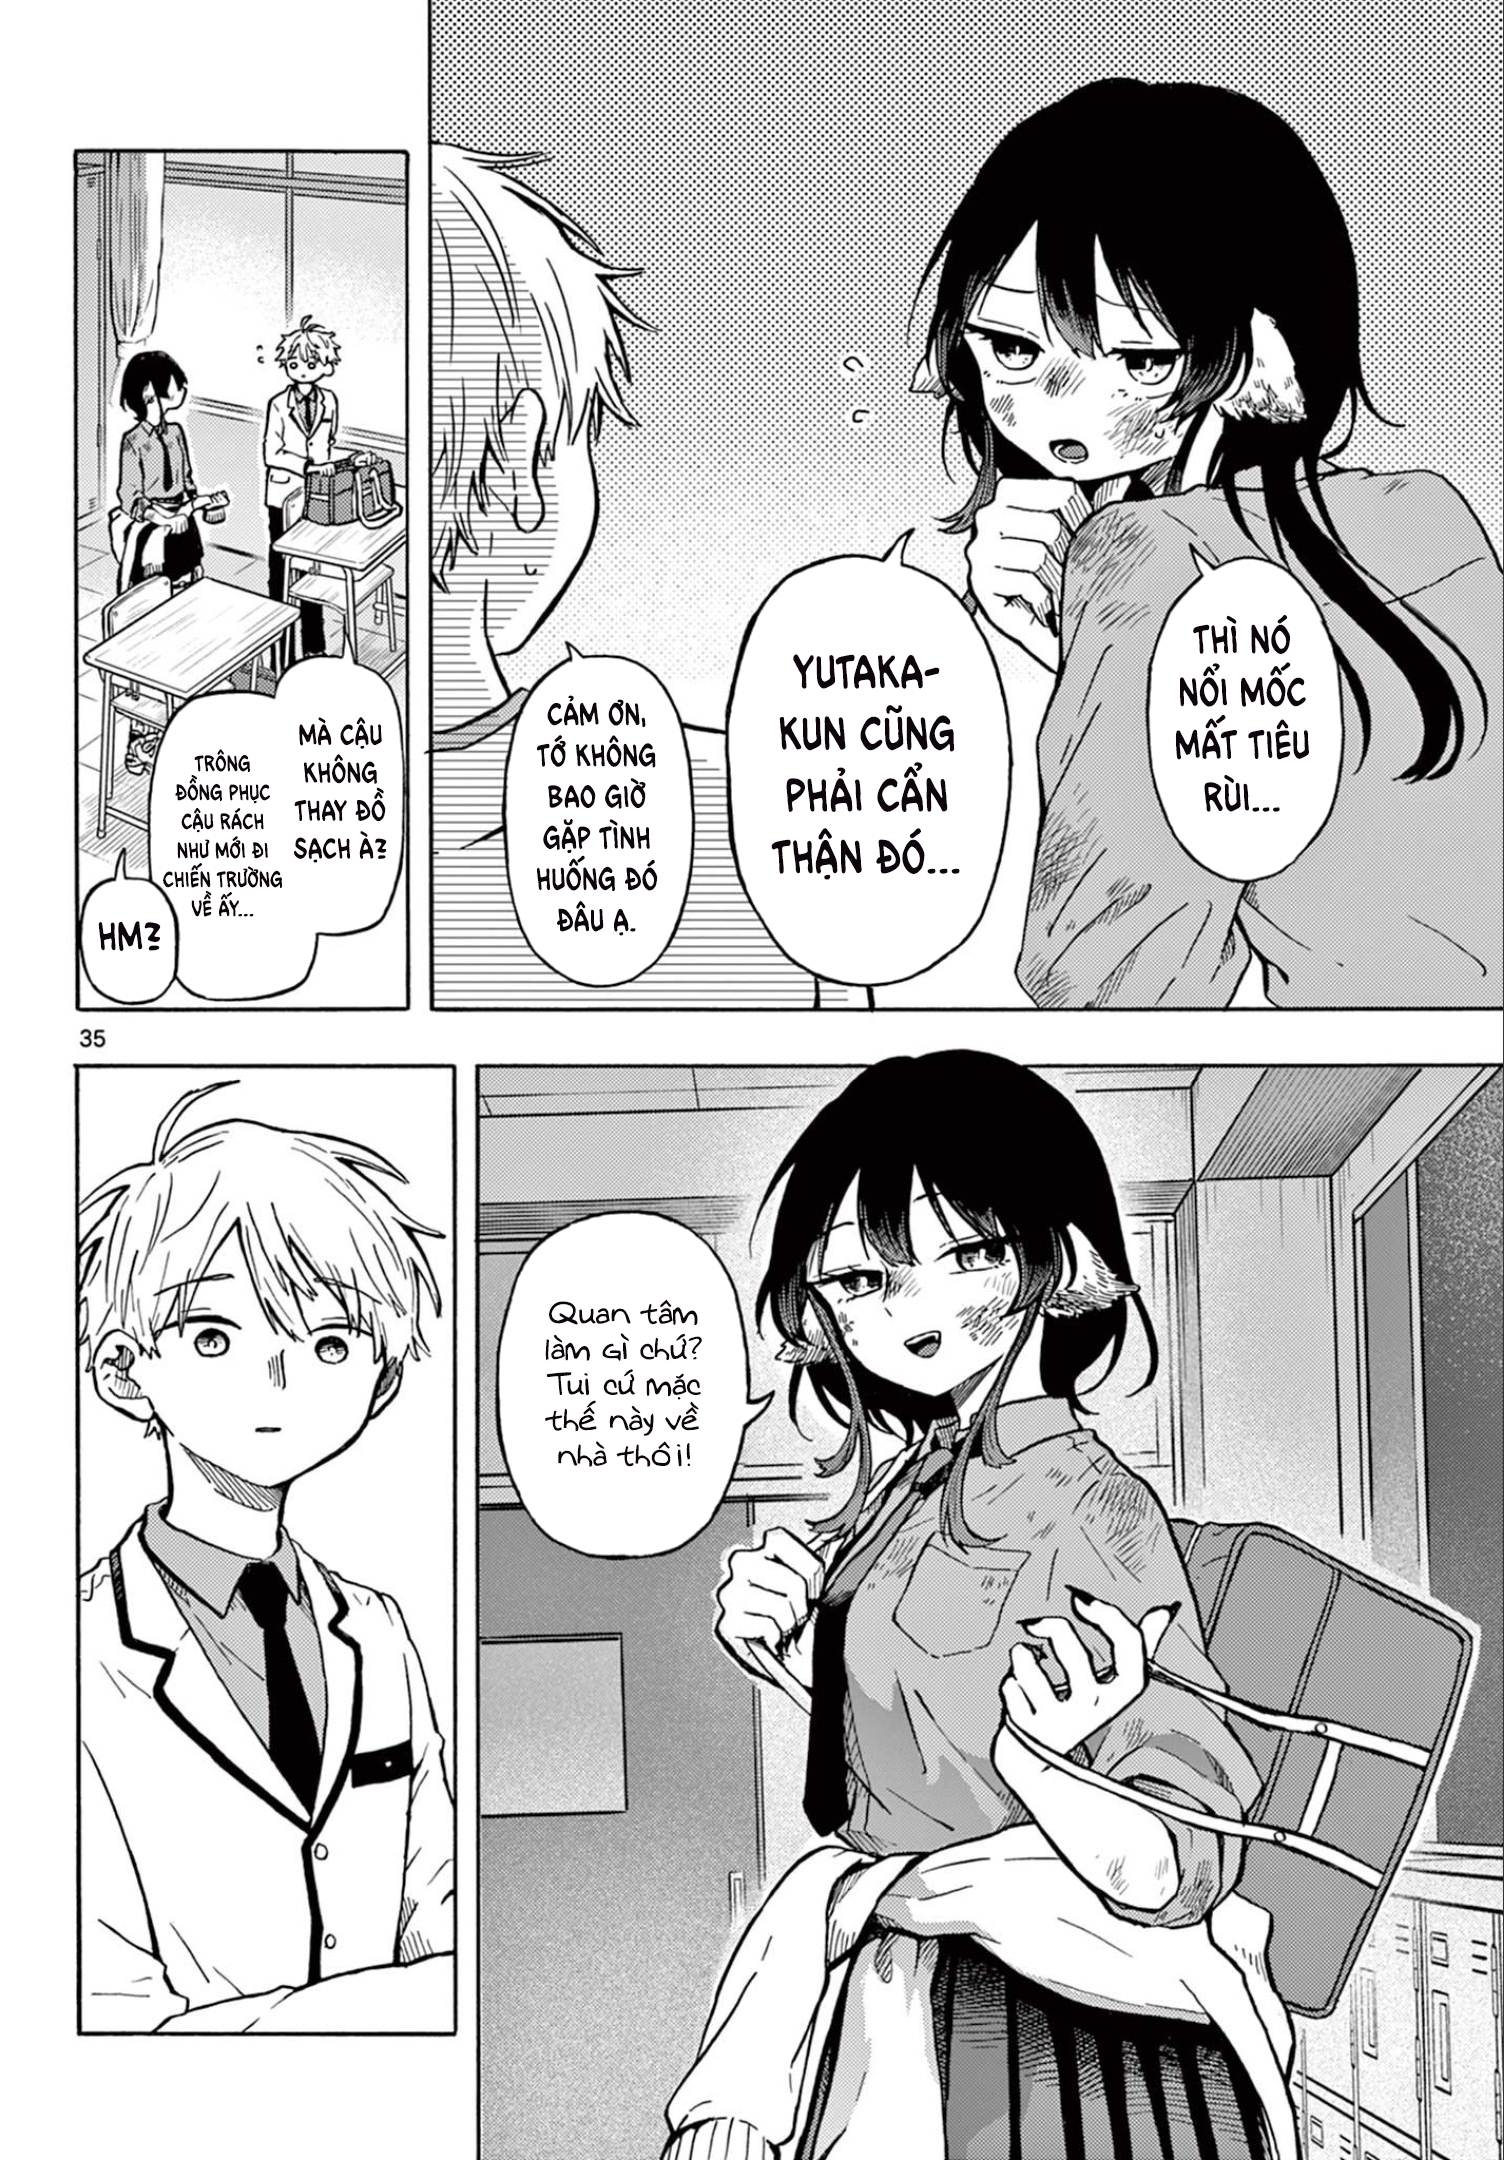 THÌ NÓ
NỔI MỐC
MẤT TIÊU
RÙI...
YUTAKA-
KUN CŨNG
PHẢI CẨN
THẬN ĐÓ...
CẢM ƠN,
TỚ KHÔNG
BAO GIỜ
GẶP TÌNH
HUỐNG ĐÓ
ĐÂU Ạ.
MÀ CẬU
KHÔNG
THAY ĐỒ
SẠCH À?
TRÔNG
ĐỒNG PHỤC
CẬU RÁCH
NHƯ MỚI ĐI
CHIẾN TRƯỜNG
VỀ ẤY...
HM?
35
Quan tâm
làm gì chứ?
Tui cứ mặc
thế này về
nhà thôi!